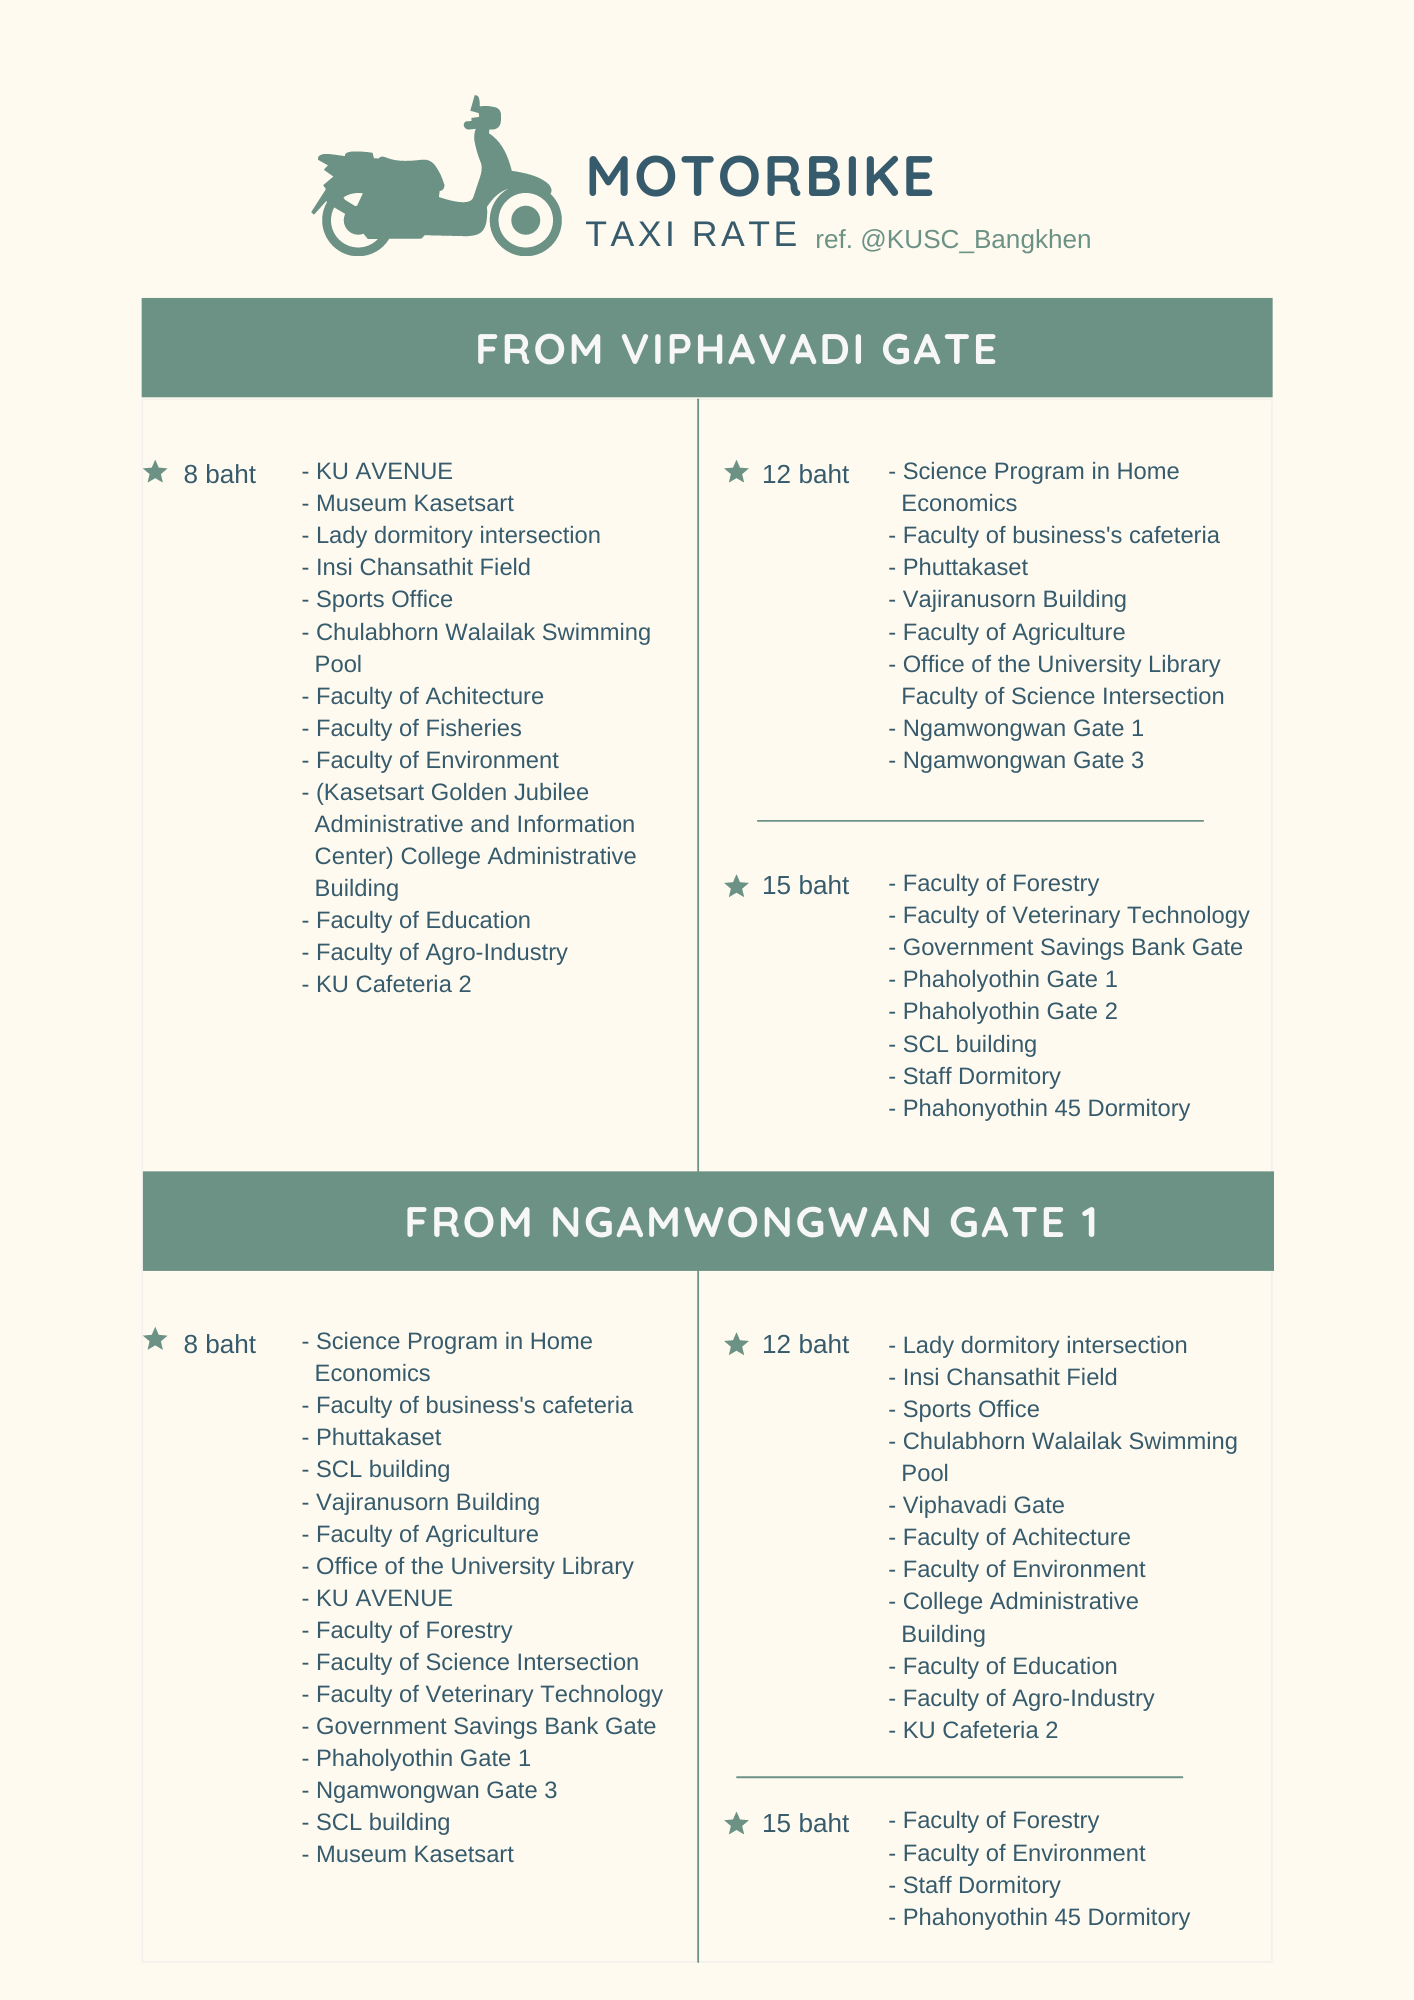 MOTORBIKE
TAXI RATE ref. @KUSC_Bangkhen
FROM VIPHAVADI GATE
8 baht
- KU AVENUE
- Museum Kasetsart
- Lady dormitory intersection
- Insi Chansathit Field
- Sports Office
- Chulabhorn Walailak Swimming
Pool
- Faculty of Achitecture
- Faculty of Fisheries
- Faculty of Environment
- (Kasetsart Golden Jubilee
Administrative and Information
Center) College Administrative
Building
- Faculty of Education
- Faculty of Agro-Industry
- KU Cafeteria 2
12 baht
- Science Program in Home
Economics
- Faculty of business's cafeteria
- Phuttakaset
- Vajiranusorn Building
- Faculty of Agriculture
- Office of the University Library
Faculty of Science Intersection
- Ngamwongwan Gate 1
- Ngamwongwan Gate 3
15 baht
- Faculty of Forestry
- Faculty of Veterinary Technology
- Government Savings Bank Gate
- Phaholyothin Gate 1
- Phaholyothin Gate 2
- SCL building
- Staff Dormitory
- Phahonyothin 45 Dormitory
FROM NGAMWONGWAN GATE 1
8 baht
- Science Program in Home
Economics
- Faculty of business's cafeteria
- Phuttakaset
- SCL building
- Vajiranusorn Building
- Faculty of Agriculture
- Office of the University Library
- KU AVENUE
- Faculty of Forestry
- Faculty of Science Intersection
- Faculty of Veterinary Technology
- Government Savings Bank Gate
- Phaholyothin Gate 1
- Ngamwongwan Gate 3
- SCL building
- Museum Kasetsart
12 baht
- Lady dormitory intersection
- Insi Chansathit Field
- Sports Office
- Chulabhorn Walailak Swimming
Pool
- Viphavadi Gate
- Faculty of Achitecture
- Faculty of Environment
- College Administrative
Building
- Faculty of Education
- Faculty of Agro-Industry
- KU Cafeteria 2
15 baht
- Faculty of Forestry
- Faculty of Environment
- Staff Dormitory
- Phahonyothin 45 Dormitory